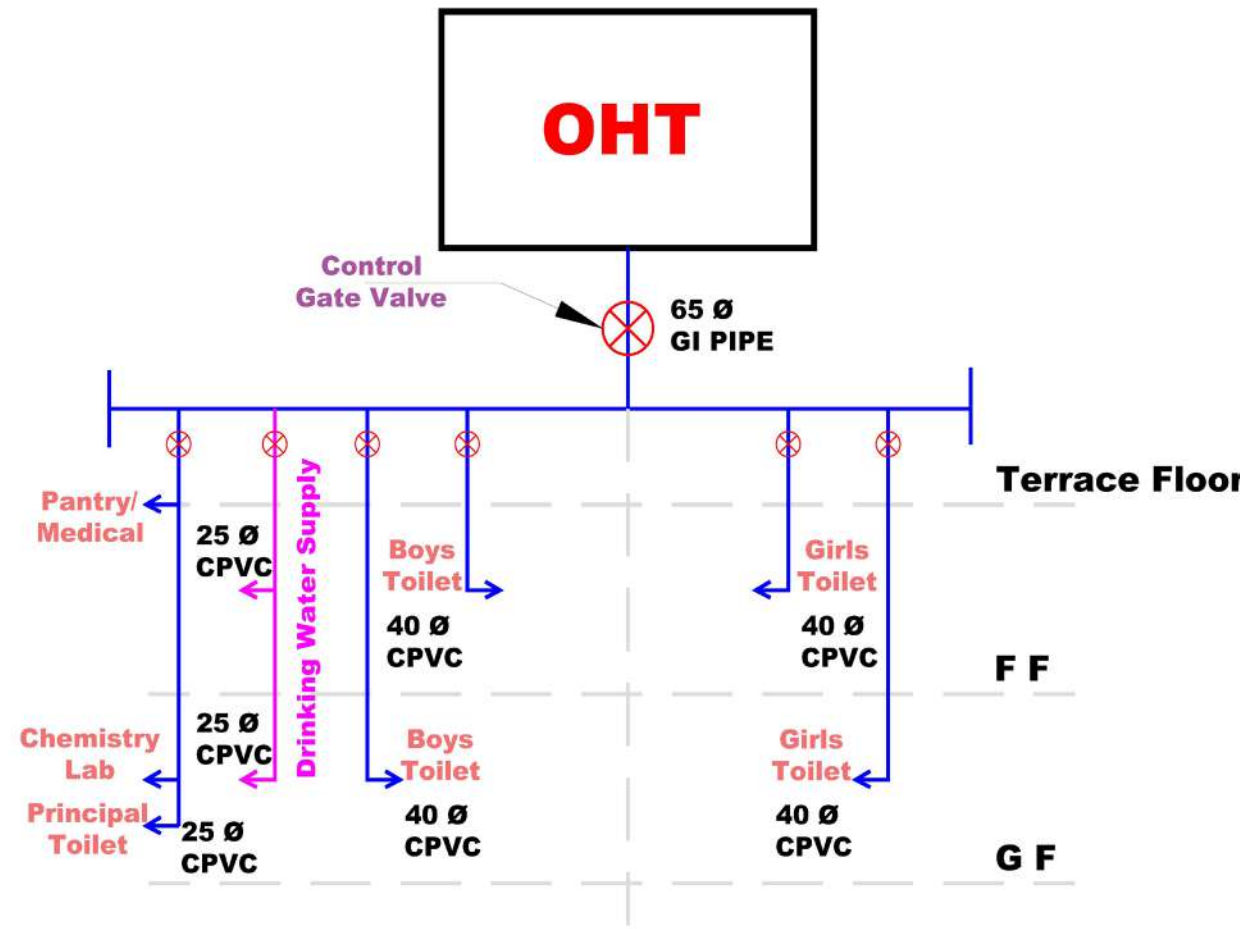 OHT
Control
Gate Valve
65 Ø
GI PIPE
Terrace Floor
Pantry/
Medical
25 Ø
CPVC
Drinking Water Supply
Boys
Toilet
Girls
Toilet
40 Ø
CPVC
40 Ø
CPVC
F F
Chemistry
Lab
25 Ø
CPVC
Boys
Toilet
Girls
Toilet
Principal
Toilet
25 Ø
CPVC
40 Ø
CPVC
40 Ø
CPVC
G F